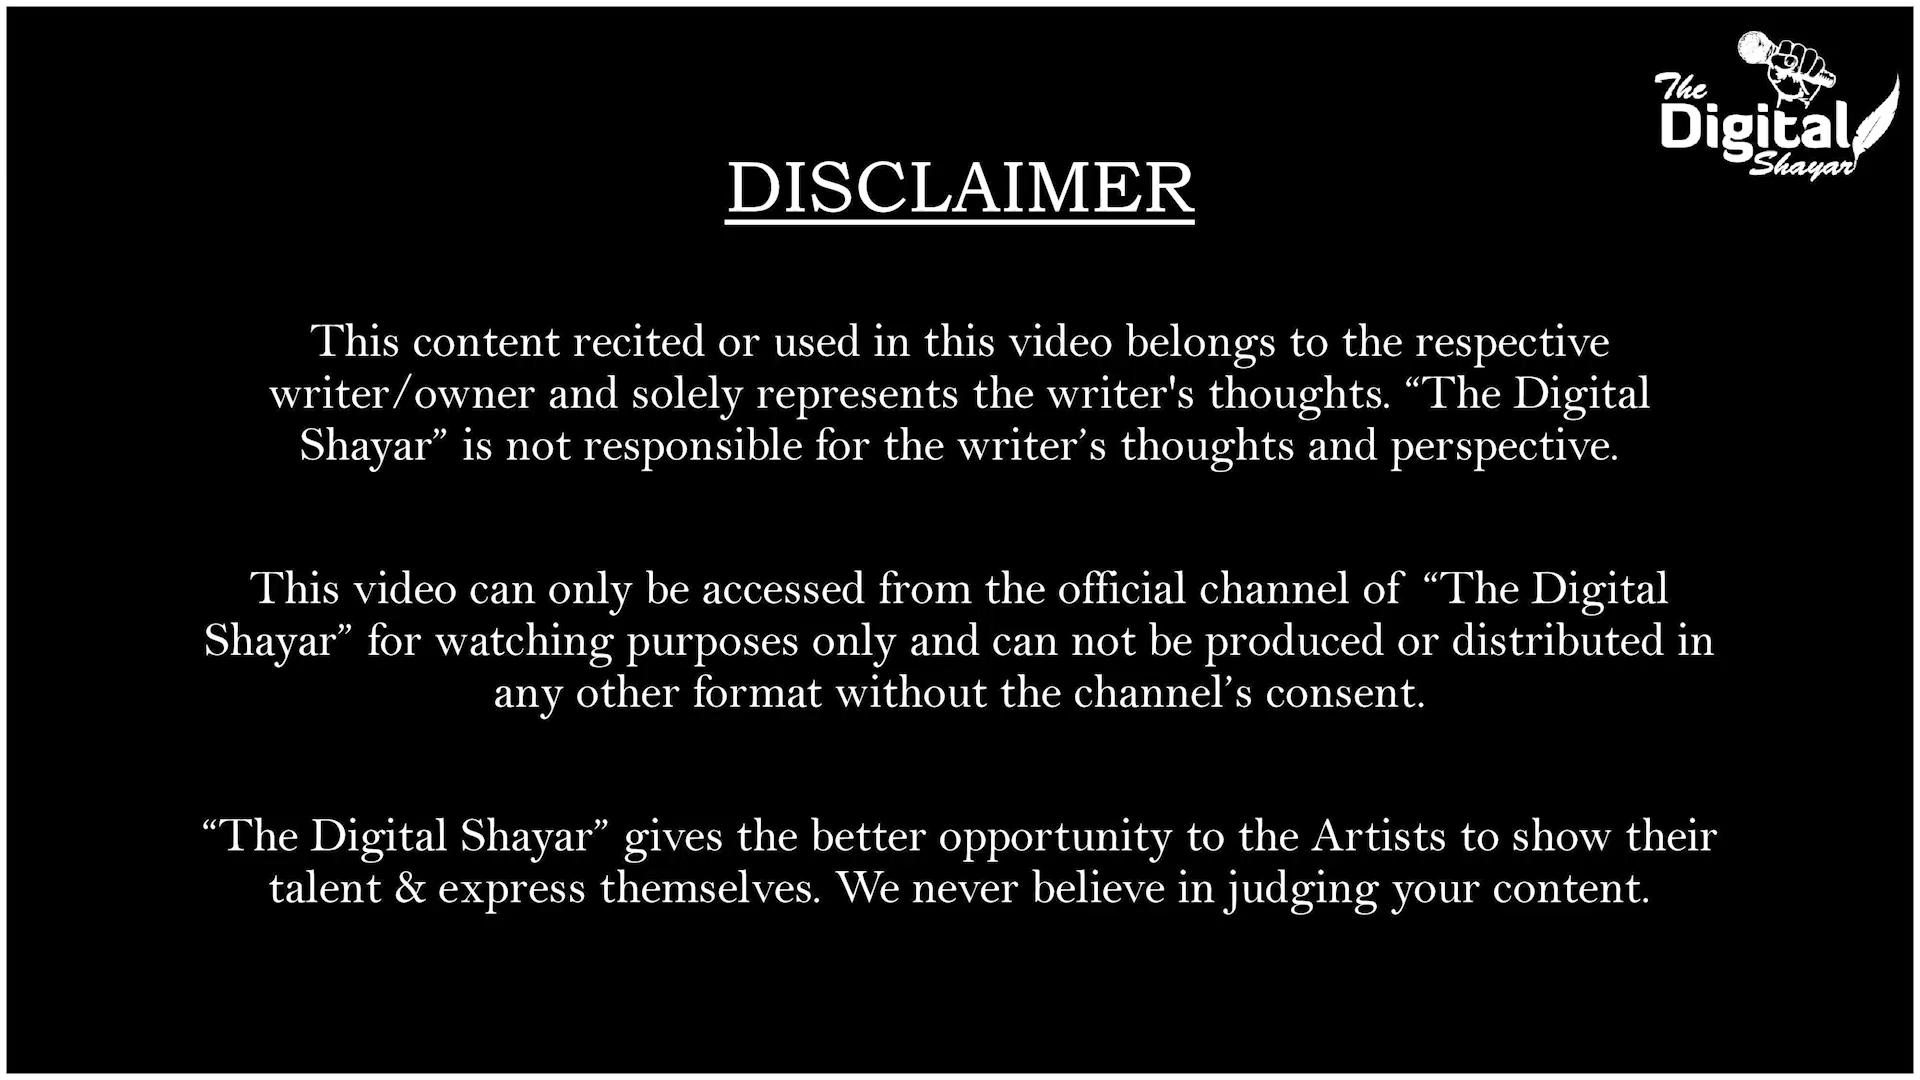 The
Digital
Shayar
DISCLAIMER
This content recited or used in this video belongs to the respective
writer/owner and solely represents the writer's thoughts. “The Digital
Shayar” is not responsible for the writer’s thoughts and perspective.
This video can only be accessed from the official channel of “The Digital
Shayar” for watching purposes only and can not be produced or distributed in
any other format without the channel’s consent.
“The Digital Shayar” gives the better opportunity to the Artists to show their
talent & express themselves. We never believe in judging your content.